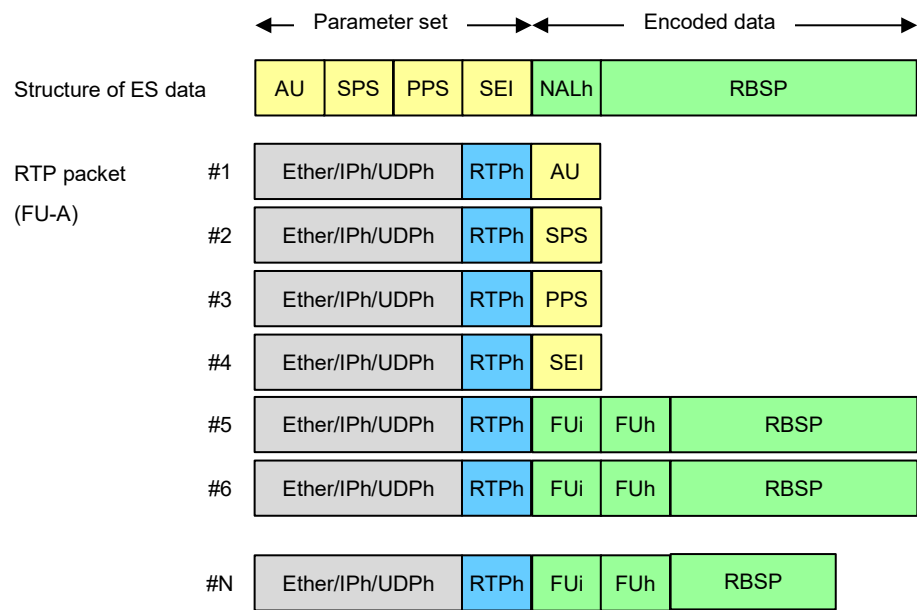 Parameter set Encoded data
Structure of ES data AU SPS PPS SEI NALh RBSP
RTP packet #1 Ether/IPh/UDPh RTPh AU
(FU-A)
#2 Ether/IPh/UDPh RTPh SPS
#3 Ether/IPh/UDPh RTPh PPS
#4 Ether/IPh/UDPh RTPh SEI
#5 Ether/IPh/UDPh RTPh FUi FUh RBSP
#6 Ether/IPh/UDPh RTPh FUi FUh RBSP
#N Ether/IPh/UDPh RTPh FUi FUh RBSP